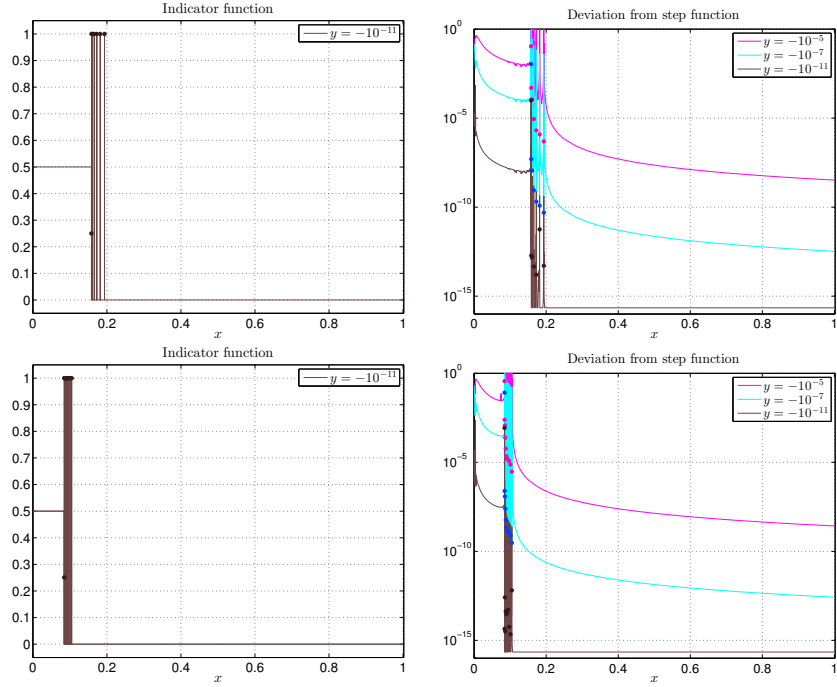 Indicator function
y = −10⁻¹¹
1
0.9
0.8
0.7
0.6
0.5
0.4
0.3
0.2
0.1
0
0 0.2 0.4 0.6 0.8 1
x
Deviation from step function
y = −10⁻⁵
y = −10⁻⁷
y = −10⁻¹¹
10⁰
10⁻⁵
10⁻¹⁰
10⁻¹⁵
0 0.2 0.4 0.6 0.8 1
x
Indicator function
y = −10⁻¹¹
1
0.9
0.8
0.7
0.6
0.5
0.4
0.3
0.2
0.1
0
0 0.2 0.4 0.6 0.8 1
x
Deviation from step function
y = −10⁻⁵
y = −10⁻⁷
y = −10⁻¹¹
10⁰
10⁻⁵
10⁻¹⁰
10⁻¹⁵
0 0.2 0.4 0.6 0.8 1
x